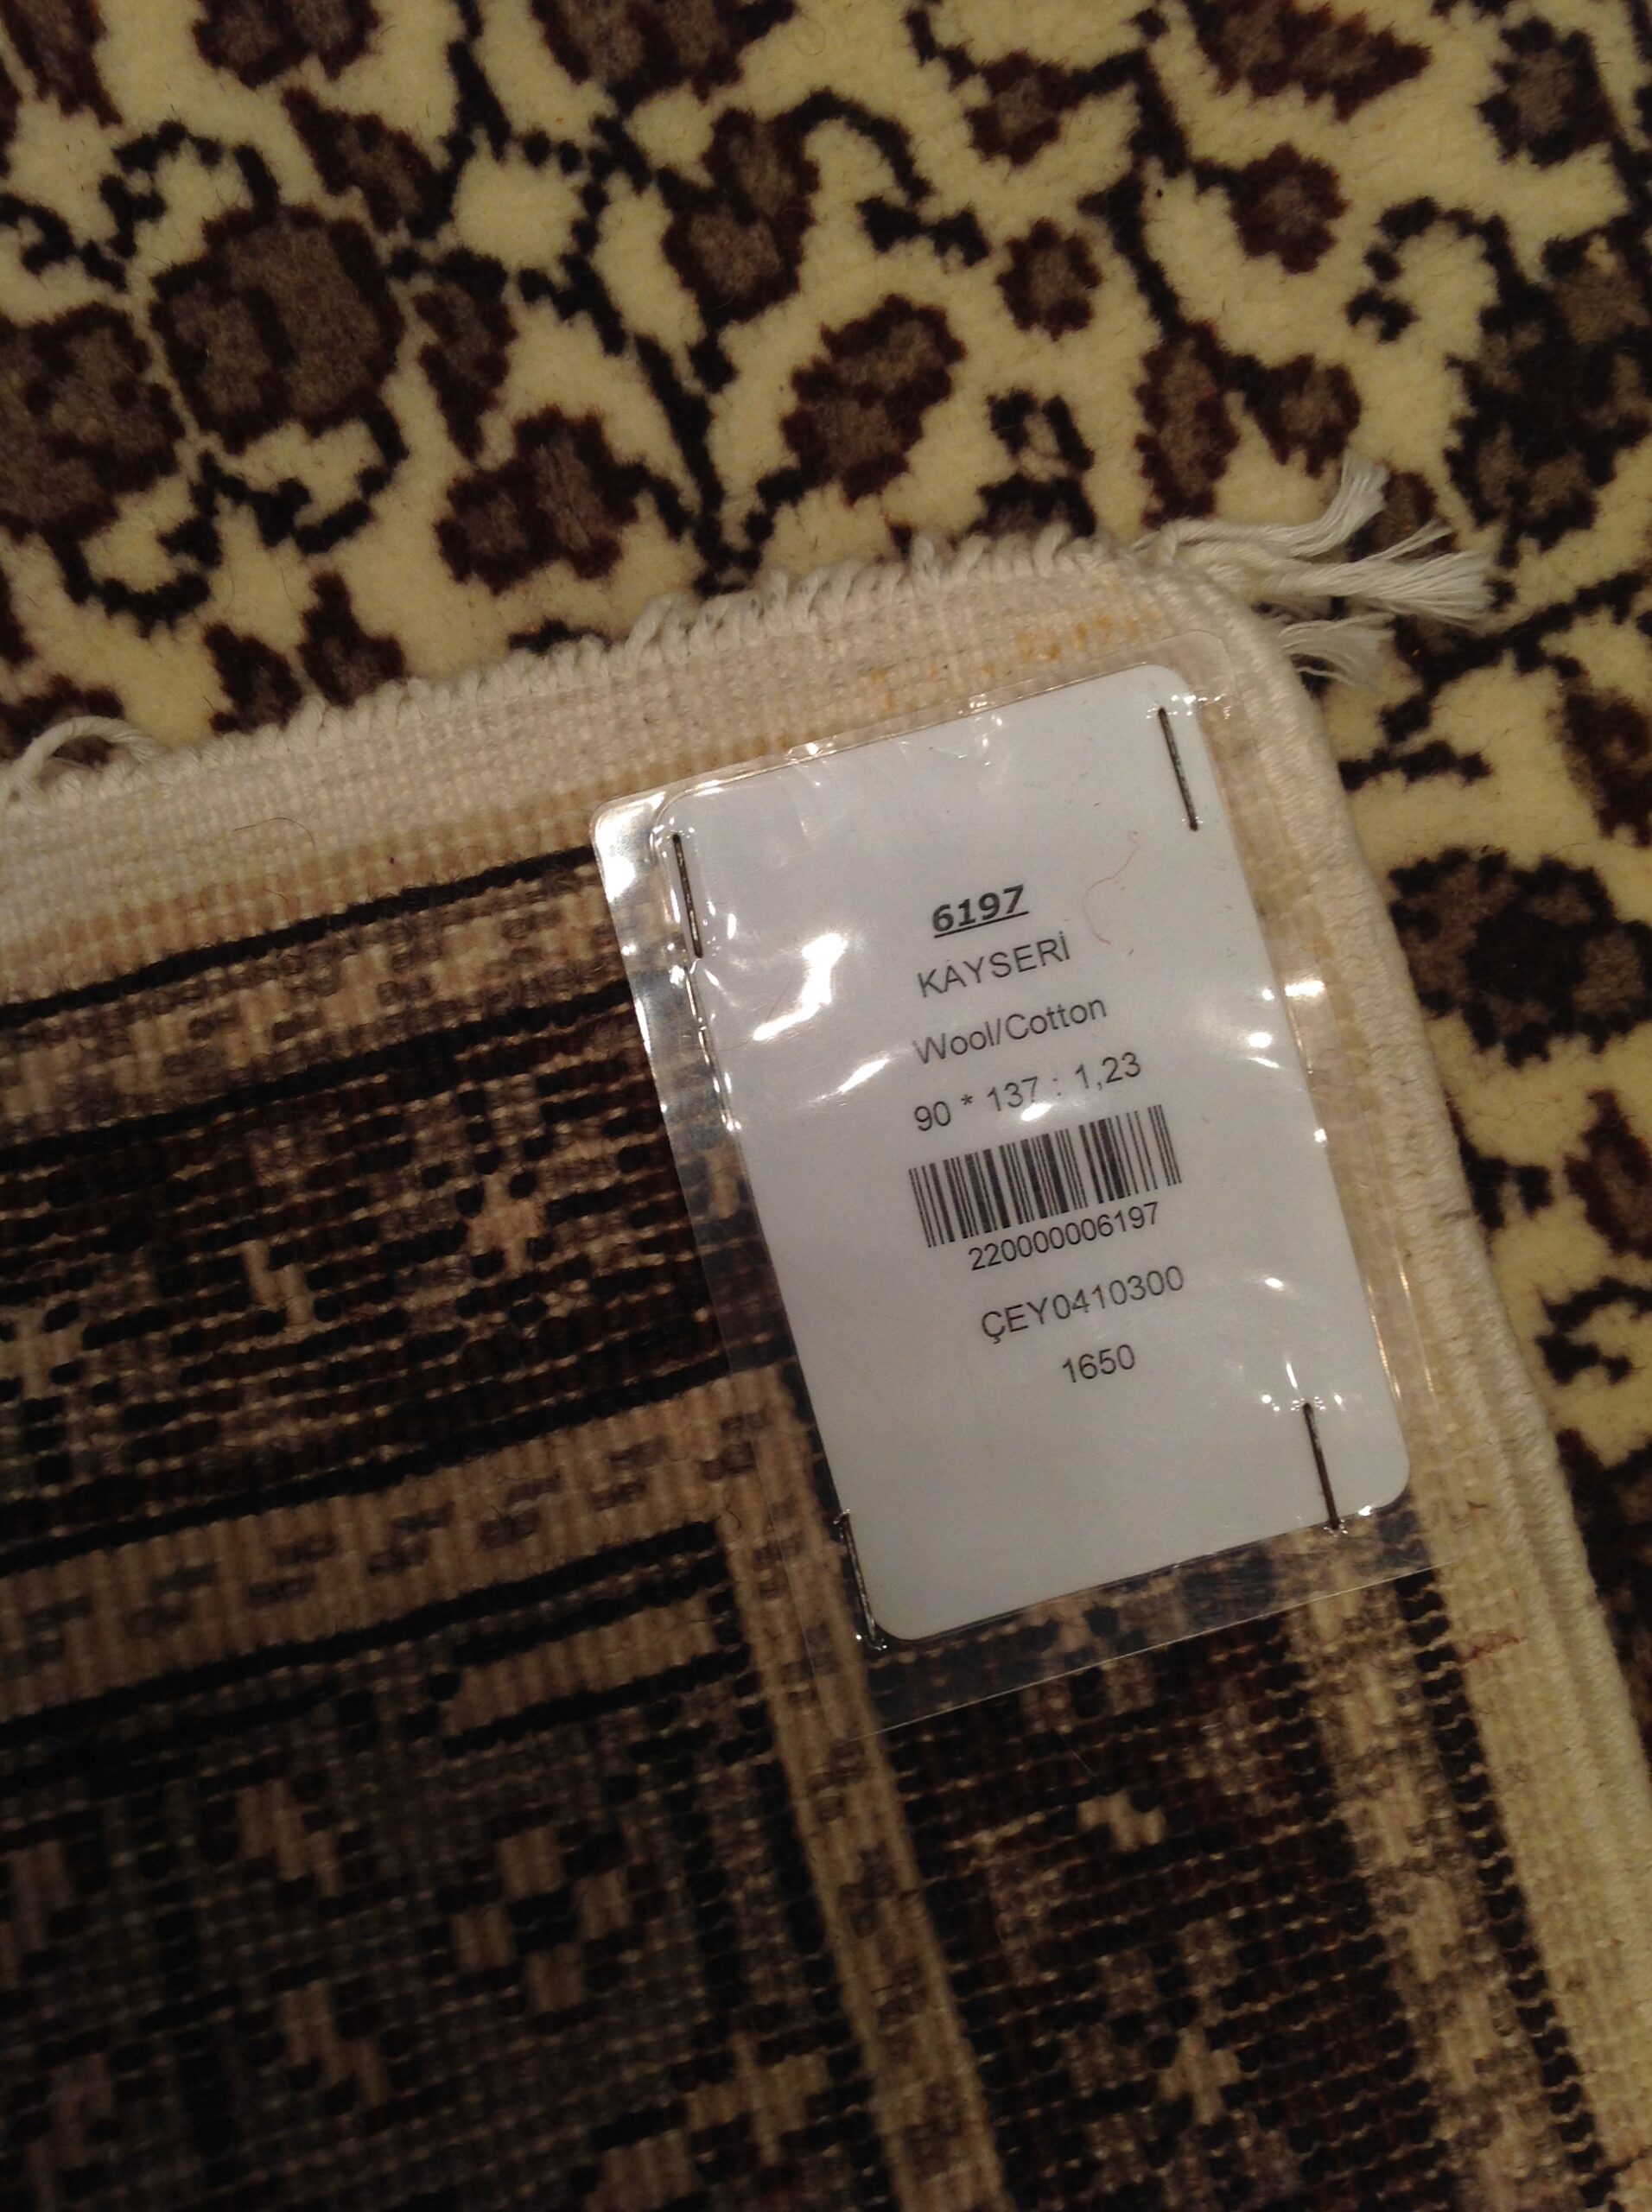 6197
KAYSERİ
Wool/Cotton
90 * 137 : 1,23
220000006197
ÇEY0410300
1650